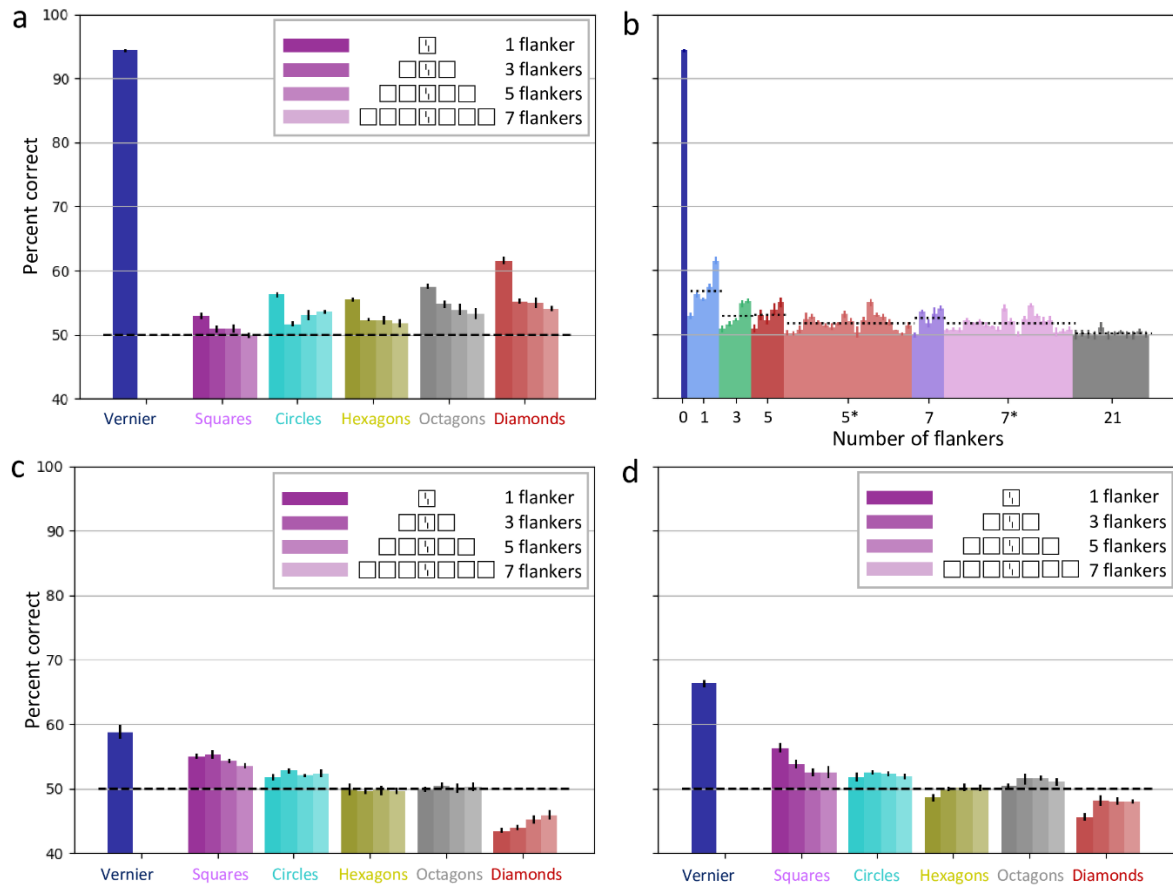 a
100
90
80
70
60
50
40
Percent correct
1 flanker
3 flankers
5 flankers
7 flankers
Vernier Squares Circles Hexagons Octagons Diamonds
b
0 1 3 5 5* 7 7* 21
Number of flankers
c
100
90
80
70
60
50
40
Percent correct
1 flanker
3 flankers
5 flankers
7 flankers
Vernier Squares Circles Hexagons Octagons Diamonds
d
1 flanker
3 flankers
5 flankers
7 flankers
Vernier Squares Circles Hexagons Octagons Diamonds